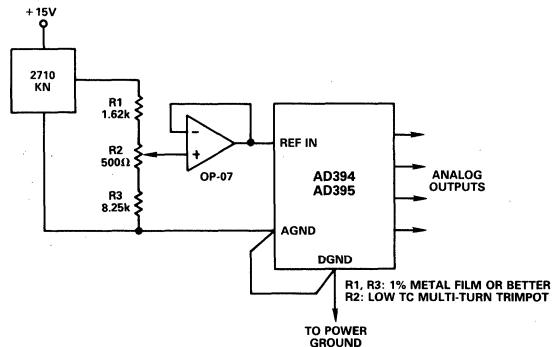 +15V
2710
KN
R1
1.62k
R2
500Ω
R3
8.25k
-
+
OP-07
REF IN
AD394
AD395
AGND
DGND
ANALOG
OUTPUTS
R1, R3: 1% METAL FILM OR BETTER
R2: LOW TC MULTI-TURN TRIMPOT
TO POWER
GROUND